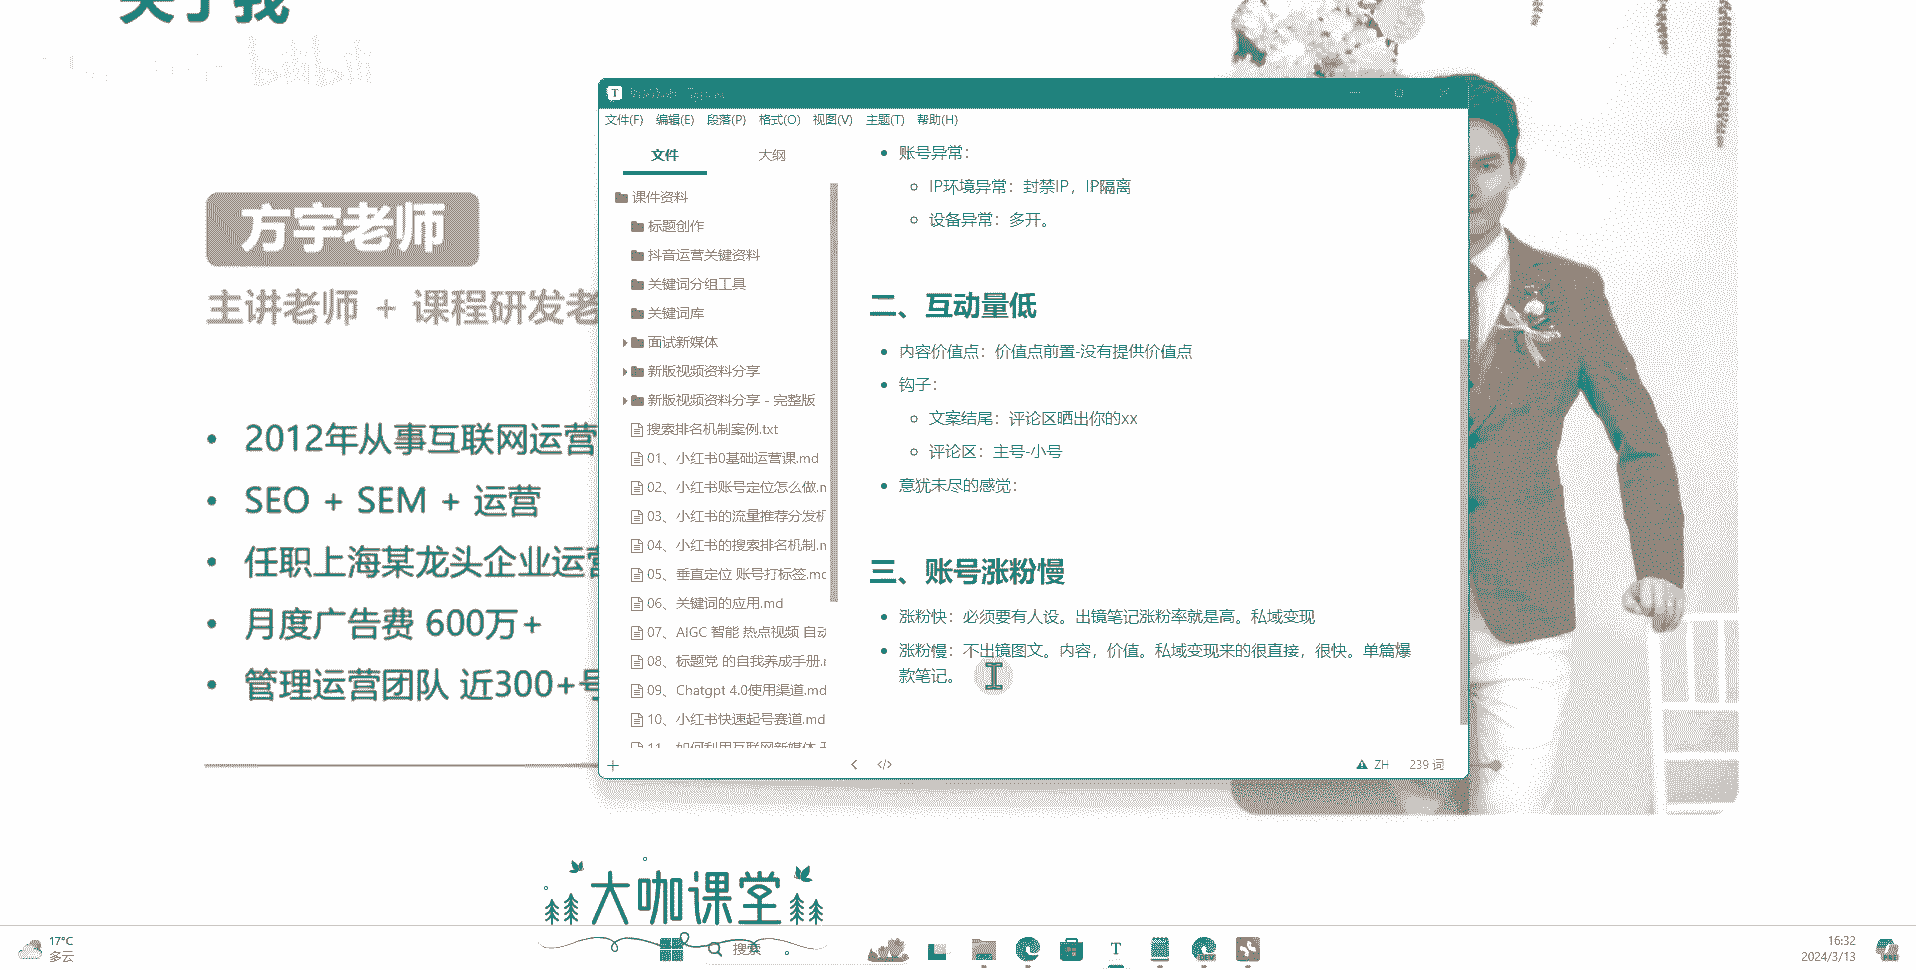 关于我
bilibili
方宇老师
主讲老师 + 课程研发老
2012年从事互联网运营
SEO + SEM + 运营
任职上海某龙头企业运营
月度广告费 600万+
管理运营团队 近300+号
文件(F) 编辑(E) 段落(P) 格式(O) 视图(V) 主题(T) 帮助(H)
文件 大纲
课件资料
标题创作
抖音运营关键资料
关键词分组工具
关键词库
面试新媒体
新版视频资料分享
新版视频资料分享 - 完整版
搜索排名机制案例.txt
01、小红书0基础运营课.md
02、小红书账号定位怎么做.m
03、小红书的流量推荐分发机
04、小红书的搜索排名机制.m
05、垂直定位 账号打标签.md
06、关键词的应用.md
07、AIGC 智能 热点视频 自动
08、标题党 的自我养成手册.m
09、Chatgpt 4.0使用渠道.md
10、小红书快速起号赛道.md
11、如何利用互联网新媒体
账号异常：
IP环境异常：封禁IP，IP隔离
设备异常：多开。
二、互动量低
内容价值点：价值点前置-没有提供价值点
钩子：
文案结尾：评论区晒出你的xx
评论区：主号-小号
意犹未尽的感觉：
三、账号涨粉慢
涨粉快：必须要有人设。出镜笔记涨粉率就是高。私域变现
涨粉慢：不出镜图文。内容，价值。私域变现来的很直接，很快。单篇爆
款笔记。
ZH 239 词
大咖课堂
17°C
多云
搜索
16:32
2024/3/13